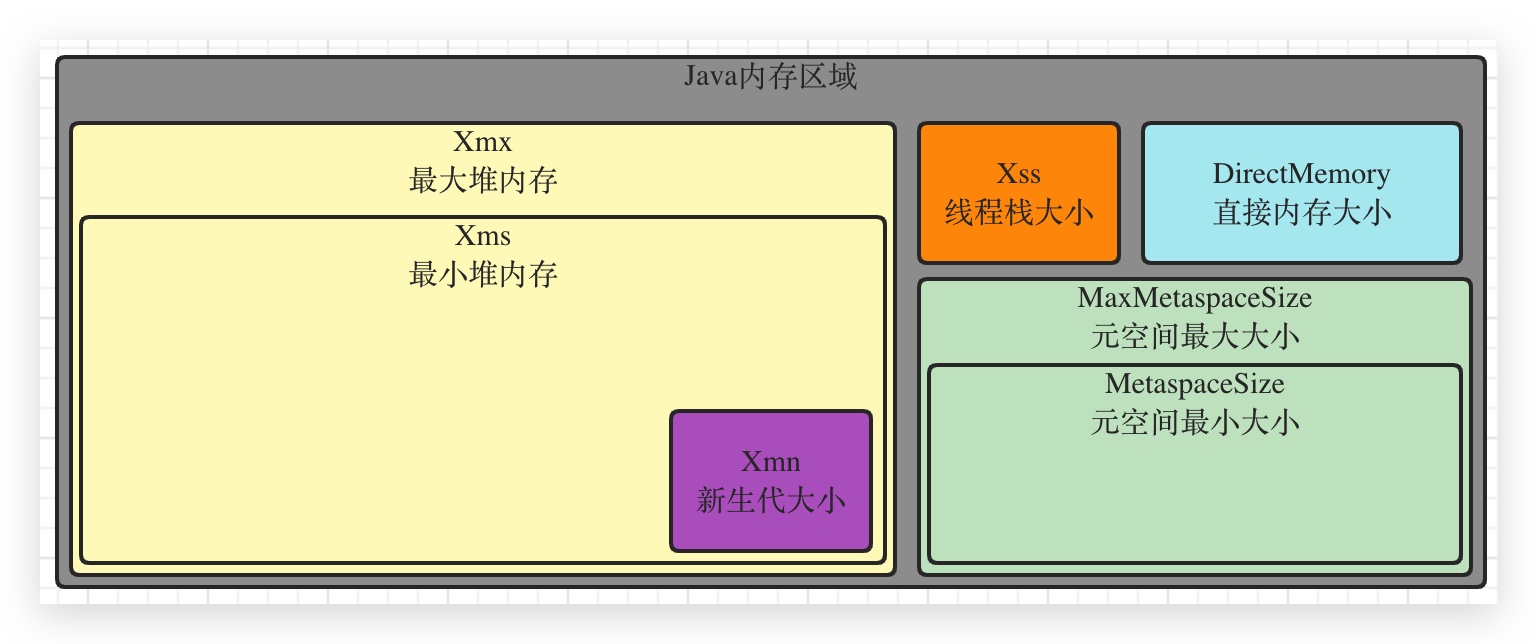 Java内存区域
Xmx
最大堆内存
Xms
最小堆内存
Xmn
新生代大小
Xss
线程栈大小
DirectMemory
直接内存大小
MaxMetaspaceSize
元空间最大大小
MetaspaceSize
元空间最小大小